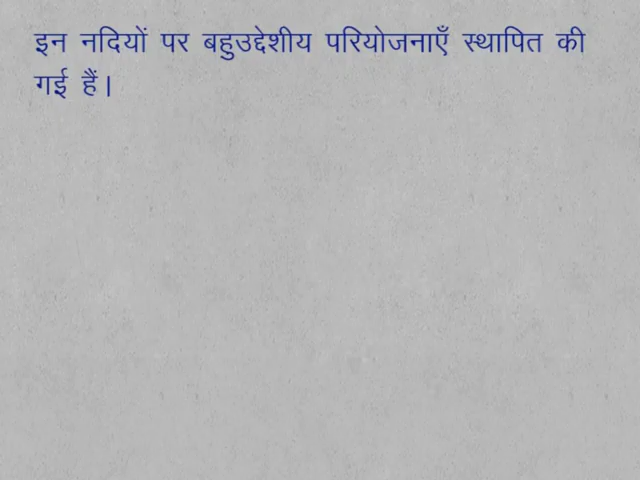 इन नदियों पर बहुउद्देशीय परियोजनाएँ स्थापित की
गई हैं।